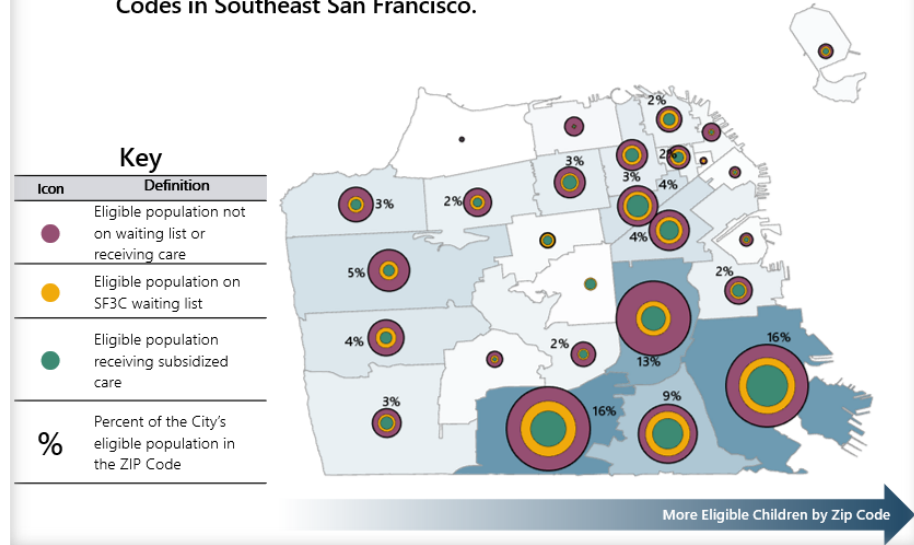 Codes in Southeast San Francisco.
Key
Icon Definition
Eligible population not
on waiting list or
receiving care
Eligible population on
SF3C waiting list
Eligible population
receiving subsidized
care
%
Percent of the City's
eligible population in
the ZIP Code
2%
2%
3%
3%
4%
3%
2%
4%
5%
2%
4%
2%
16%
13%
3%
9%
16%
More Eligible Children by Zip Code